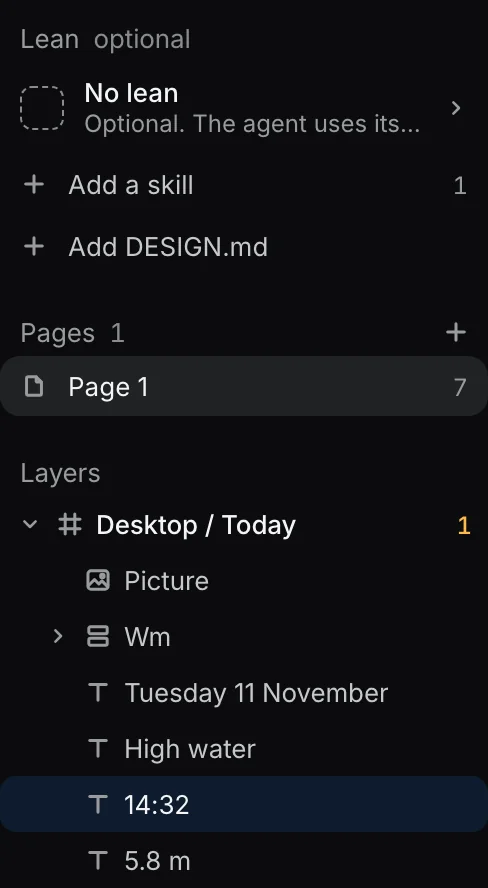 Lean optional
No lean
Optional. The agent uses its...
Add a skill 1
Add DESIGN.md
Pages 1
Page 1 7
Layers
Desktop / Today 1
Picture
Wm
Tuesday 11 November
High water
14:32
5.8 m